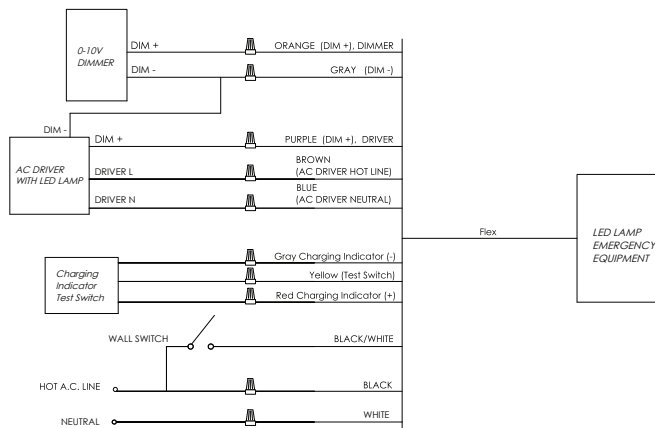 0-10V
DIMMER
DIM +
ORANGE (DIM +), DIMMER
DIM -
GRAY (DIM -)
DIM -
AC DRIVER
WITH LED LAMP
DIM +
PURPLE (DIM +), DRIVER
DRIVER L
BROWN
(AC DRIVER HOT LINE)
DRIVER N
BLUE
(AC DRIVER NEUTRAL)
Flex
LED LAMP
EMERGENCY
EQUIPMENT
Charging
Indicator
Test Switch
Gray Charging Indicator (-)
Yellow (Test Switch)
Red Charging Indicator (+)
WALL SWITCH
BLACK/WHITE
HOT A.C. LINE
BLACK
NEUTRAL
WHITE